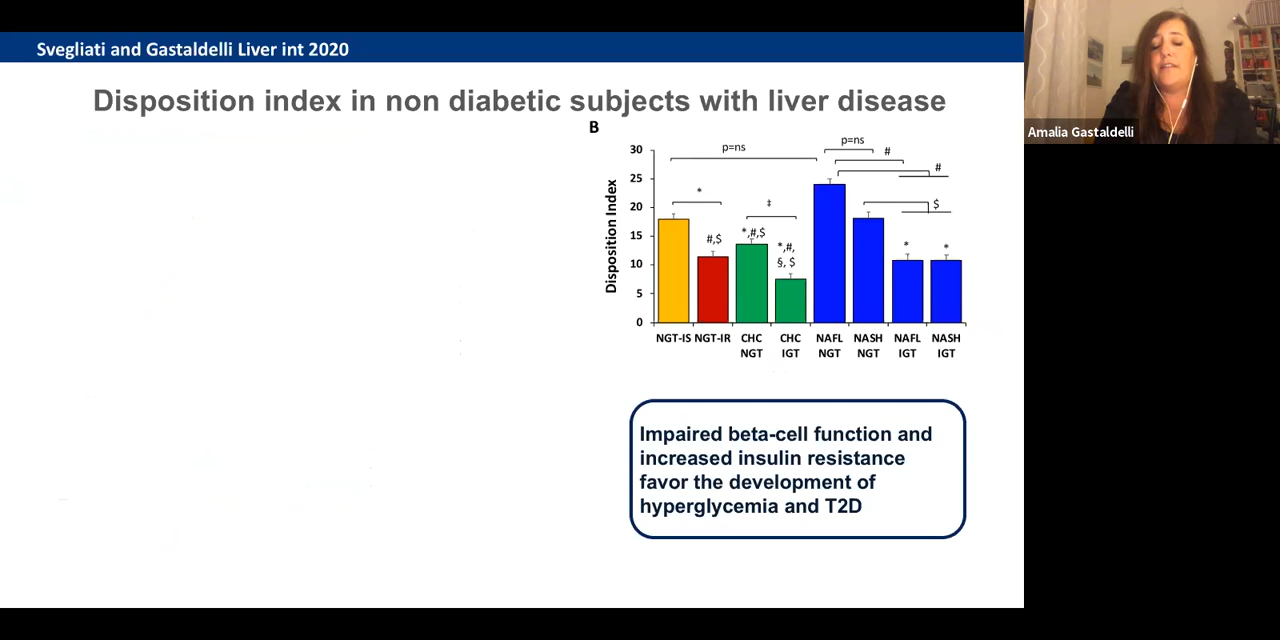 Svegliati and Gastaldelli Liver int 2020
Disposition index in non diabetic subjects with liver disease
B
Disposition Index
30
25
20
15
10
5
0
p=ns
*
#,$
‡
*,#,$
*,#,
§, $
p=ns
#
#
$
*
*
NGT-IS NGT-IR CHC CHC NAFL NASH NAFL NASH
NGT IGT NGT NGT IGT IGT
Impaired beta-cell function and
increased insulin resistance
favor the development of
hyperglycemia and T2D
Amalia Gastaldelli